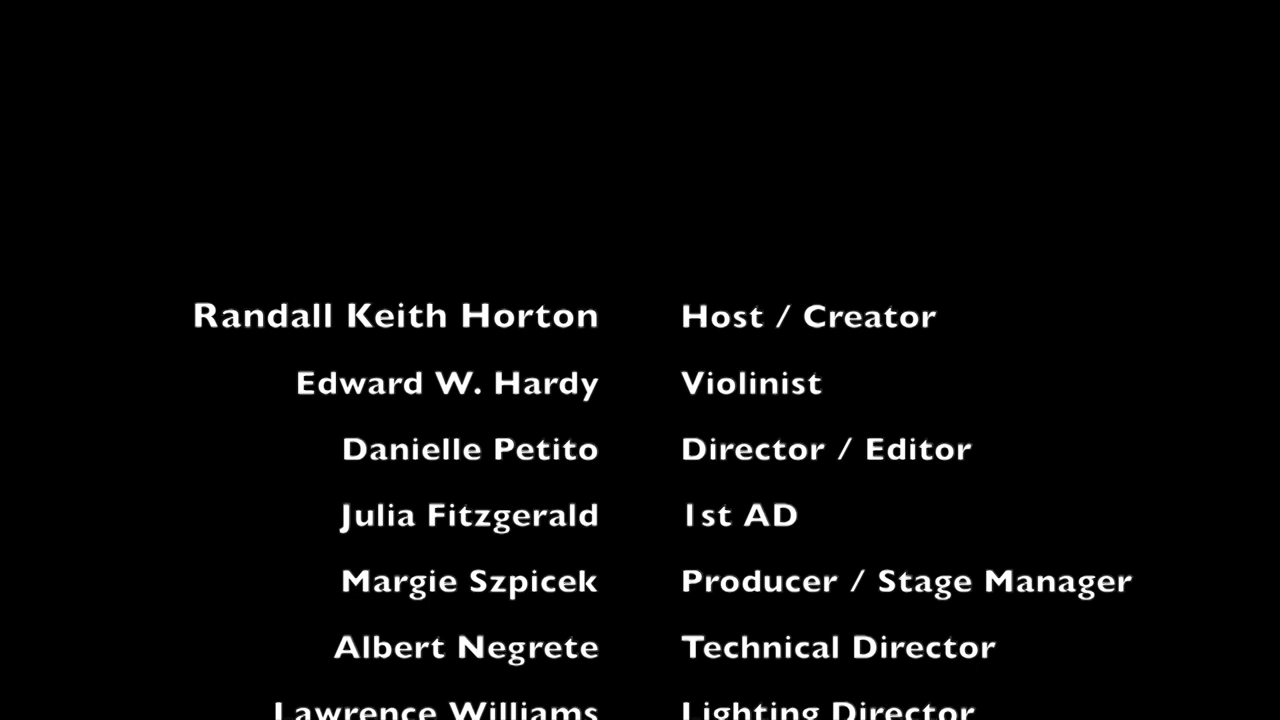 Randall Keith Horton Host / Creator
Edward W. Hardy Violinist
Danielle Petito Director / Editor
Julia Fitzgerald 1st AD
Margie Szpicek Producer / Stage Manager
Albert Negrete Technical Director
Lawrence Williams Lighting Director